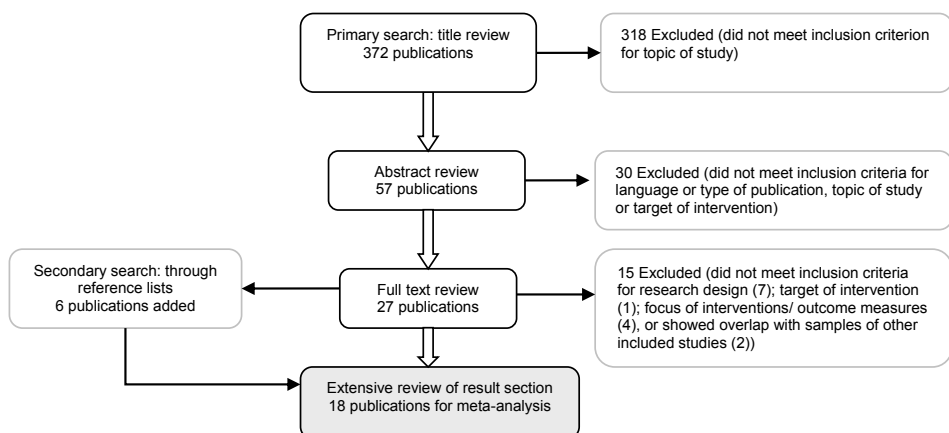 Primary search: title review
372 publications
318 Excluded (did not meet inclusion criterion
for topic of study)
Abstract review
57 publications
30 Excluded (did not meet inclusion criteria for
language or type of publication, topic of study
or target of intervention)
Secondary search: through
reference lists
6 publications added
Full text review
27 publications
15 Excluded (did not meet inclusion criteria
for research design (7); target of intervention
(1); focus of interventions/ outcome measures
(4), or showed overlap with samples of other
included studies (2))
Extensive review of result section
18 publications for meta-analysis